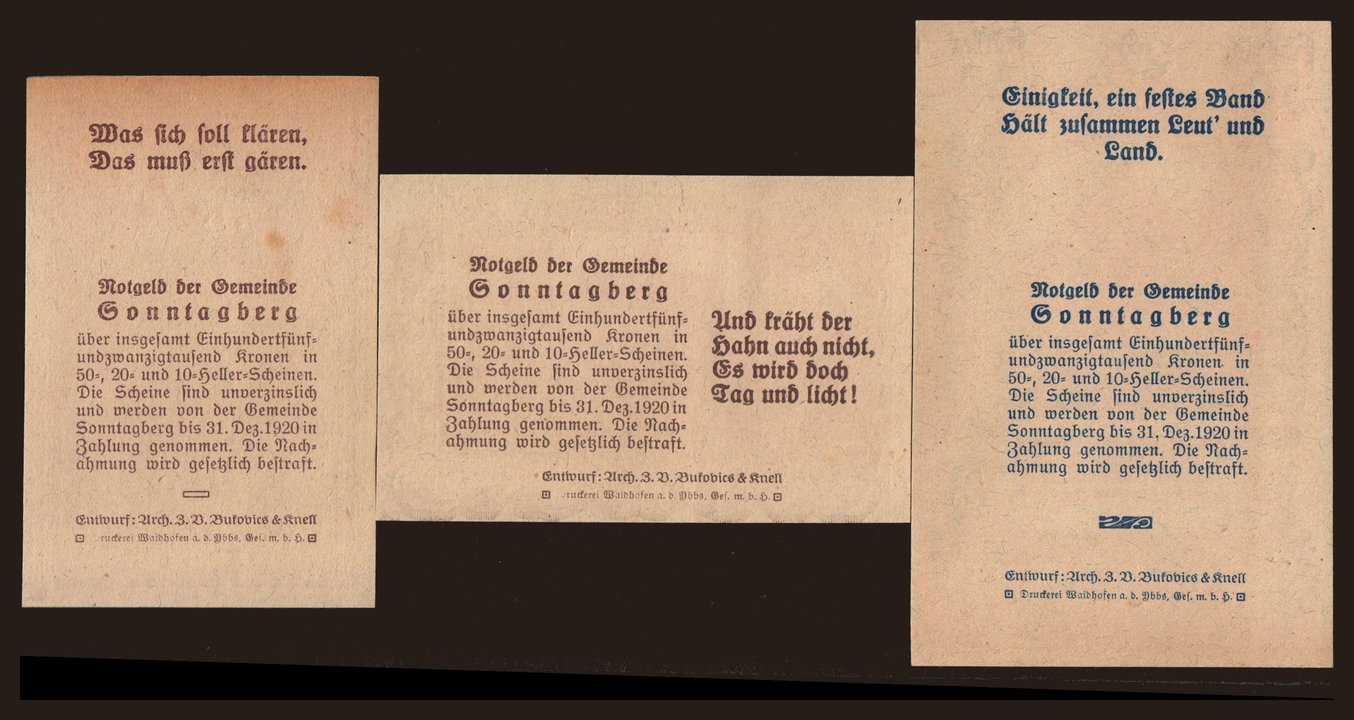 Was sich soll klären,
Das muß erst gären.
Notgeld der Gemeinde
Sonntagberg
über insgesamt Einhundertfünf=
undzwanzigtausend Kronen in
50=, 20= und 10=Heller=Scheinen.
Die Scheine sind unverzinslich
und werden von der Gemeinde
Sonntagberg bis 31. Dez. 1920 in
Zahlung genommen. Die Nach=
ahmung wird gesetzlich bestraft.
Entwurf: Arch. J. V. Bukovics & Knell
ruckerei Waidhofen a. d. Ybbs, Ges. m. b. H.
Notgeld der Gemeinde
Sonntagberg
über insgesamt Einhundertfünf=
undzwanzigtausend Kronen in
50=, 20= und 10=Heller=Scheinen.
Die Scheine sind unverzinslich
und werden von der Gemeinde
Sonntagberg bis 31. Dez. 1920 in
Zahlung genommen. Die Nach=
ahmung wird gesetzlich bestraft.
Und kräht der
Hahn auch nicht,
Es wird doch
Tag und licht!
Entwurf: Arch. J. V. Bukovics & Knell
ruckerei Waidhofen a. d. Ybbs, Ges. m. b. H.
Einigkeit, ein festes Band
Hält zusammen Leut' und
Land.
Notgeld der Gemeinde
Sonntagberg
über insgesamt Einhundertfünf=
undzwanzigtausend Kronen in
50=, 20= und 10=Heller=Scheinen.
Die Scheine sind unverzinslich
und werden von der Gemeinde
Sonntagberg bis 31. Dez. 1920 in
Zahlung genommen. Die Nach=
ahmung wird gesetzlich bestraft.
Entwurf: Arch. J. V. Bukovics & Knell
Druckerei Waidhofen a. d. Ybbs, Ges. m. b. H.